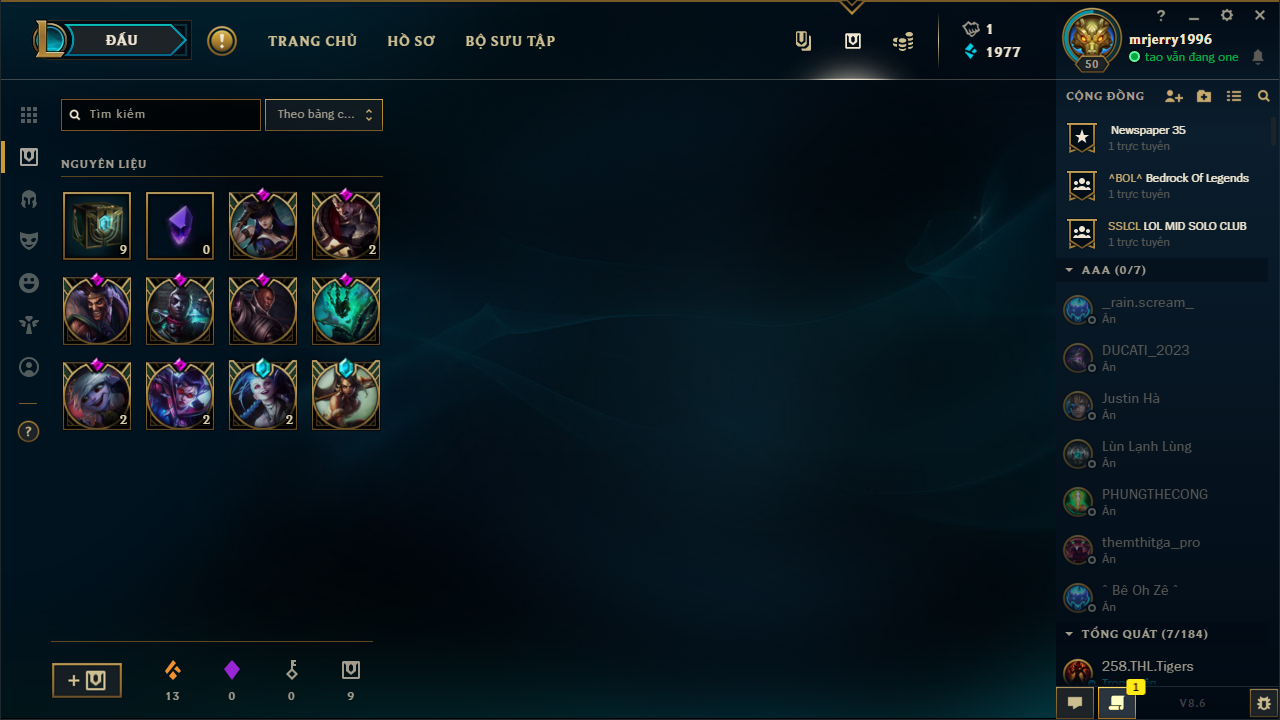 ĐẤU
TRANG CHỦ
HỒ SƠ
BỘ SƯU TẬP
1
1977
50
mrjerry1996
tao vẫn đang one
Tìm kiếm
Theo bảng c...
NGUYÊN LIỆU
9
0
2
2
2
2
13
0
0
9
CỘNG ĐỒNG
Newspaper 35
1 trực tuyến
^BOL^ Bedrock Of Legends
1 trực tuyến
SSLCL LOL MID SOLO CLUB
1 trực tuyến
AAA (0/7)
_rain.scream_
Ẩn
DUCATI_2023
Ẩn
Justin Hà
Ẩn
Lùn Lạnh Lùng
Ẩn
PHUNGTHECONG
Ẩn
themthitga_pro
Ẩn
ˆ Bê Oh Zê ˆ
Ẩn
TỔNG QUÁT (7/184)
258.THL.Tigers
1
V8.6